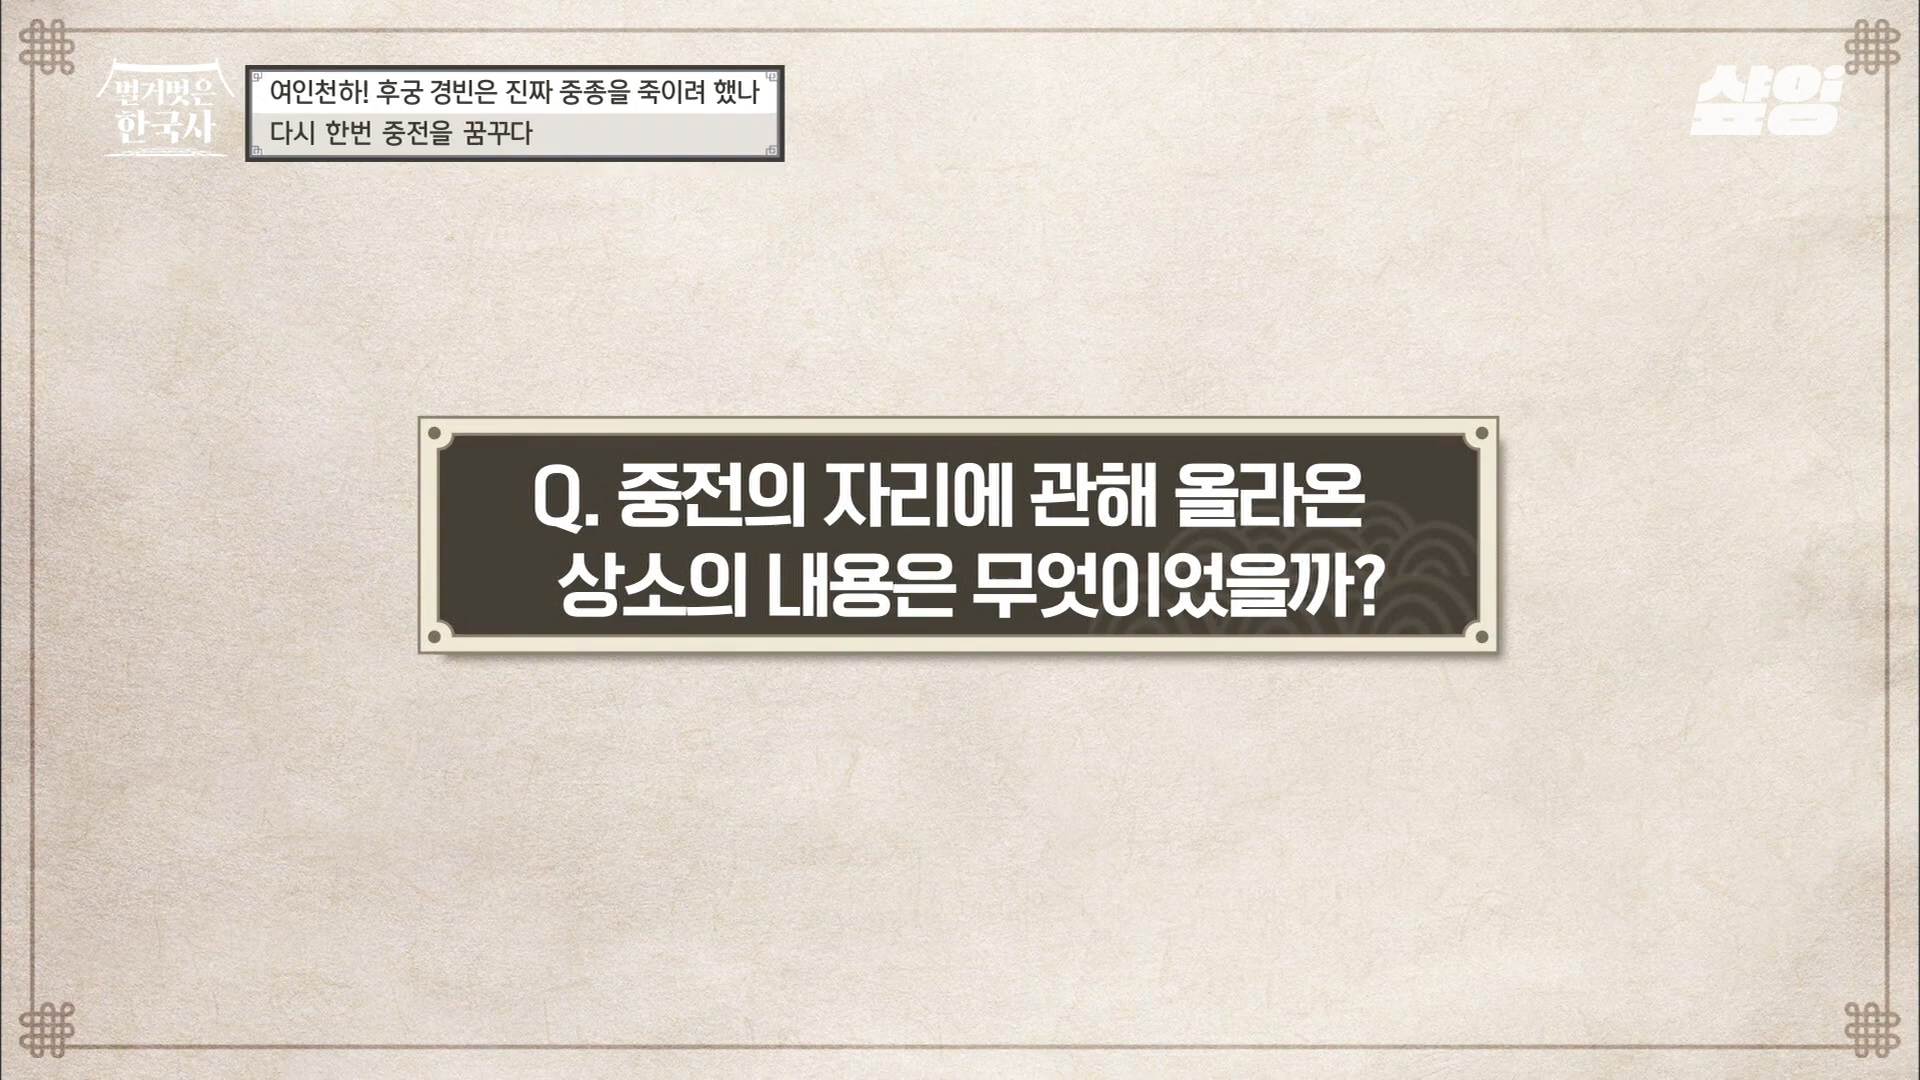 벌거벗은
한국사
여인천하! 후궁 경빈은 진짜 중종을 죽이려 했나
다시 한번 중전을 꿈꾸다
샾잉
Q. 중전의 자리에 관해 올라온
상소의 내용은 무엇이었을까?